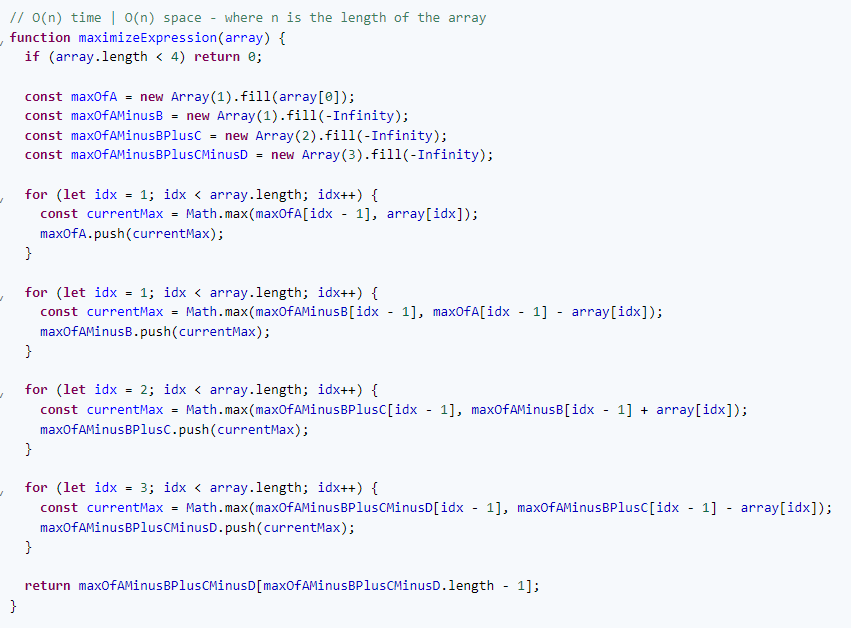 // O(n) time | O(n) space - where n is the length of the array
function maximizeExpression(array) {
  if (array.length < 4) return 0;

  const maxOfA = new Array(1).fill(array[0]);
  const maxOfAMinusB = new Array(1).fill(-Infinity);
  const maxOfAMinusBPlusC = new Array(2).fill(-Infinity);
  const maxOfAMinusBPlusCMinusD = new Array(3).fill(-Infinity);

  for (let idx = 1; idx < array.length; idx++) {
    const currentMax = Math.max(maxOfA[idx - 1], array[idx]);
    maxOfA.push(currentMax);
  }

  for (let idx = 1; idx < array.length; idx++) {
    const currentMax = Math.max(maxOfAMinusB[idx - 1], maxOfA[idx - 1] - array[idx]);
    maxOfAMinusB.push(currentMax);
  }

  for (let idx = 2; idx < array.length; idx++) {
    const currentMax = Math.max(maxOfAMinusBPlusC[idx - 1], maxOfAMinusB[idx - 1] + array[idx]);
    maxOfAMinusBPlusC.push(currentMax);
  }

  for (let idx = 3; idx < array.length; idx++) {
    const currentMax = Math.max(maxOfAMinusBPlusCMinusD[idx - 1], maxOfAMinusBPlusC[idx - 1] - array[idx]);
    maxOfAMinusBPlusCMinusD.push(currentMax);
  }

  return maxOfAMinusBPlusCMinusD[maxOfAMinusBPlusCMinusD.length - 1];
}